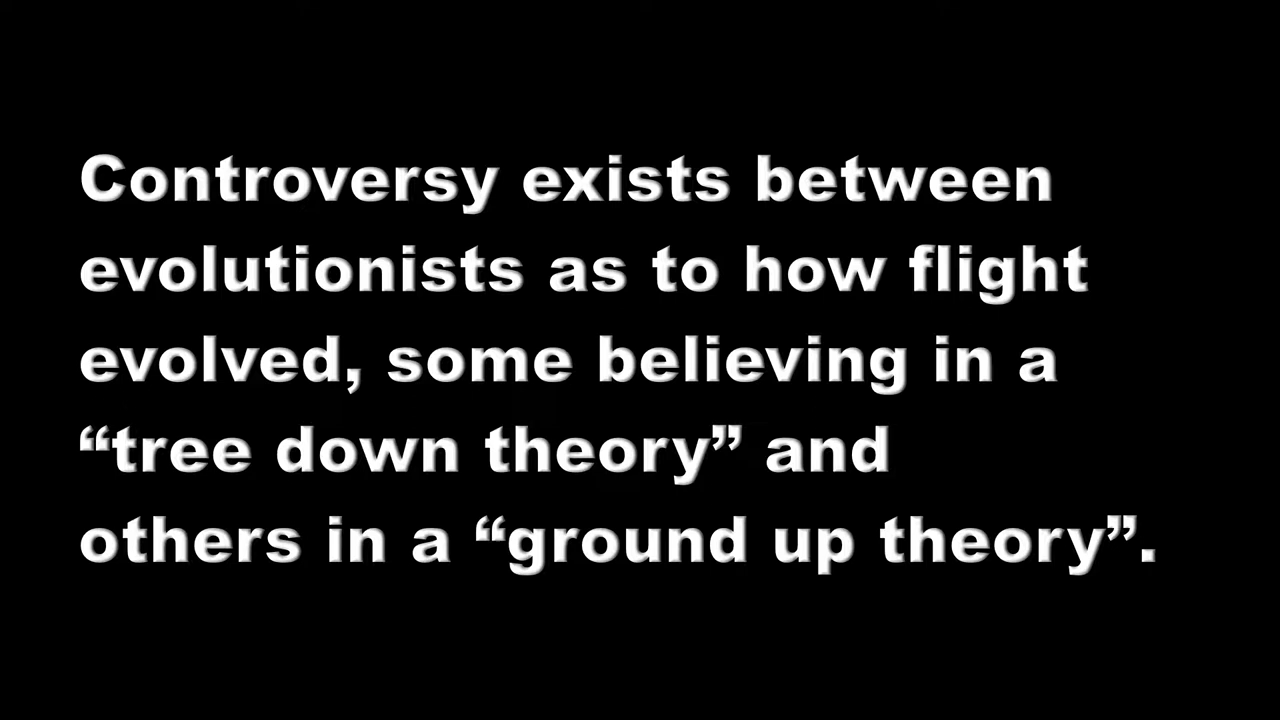 Controversy exists between
evolutionists as to how flight
evolved, some believing in a
“tree down theory” and
others in a “ground up theory”.